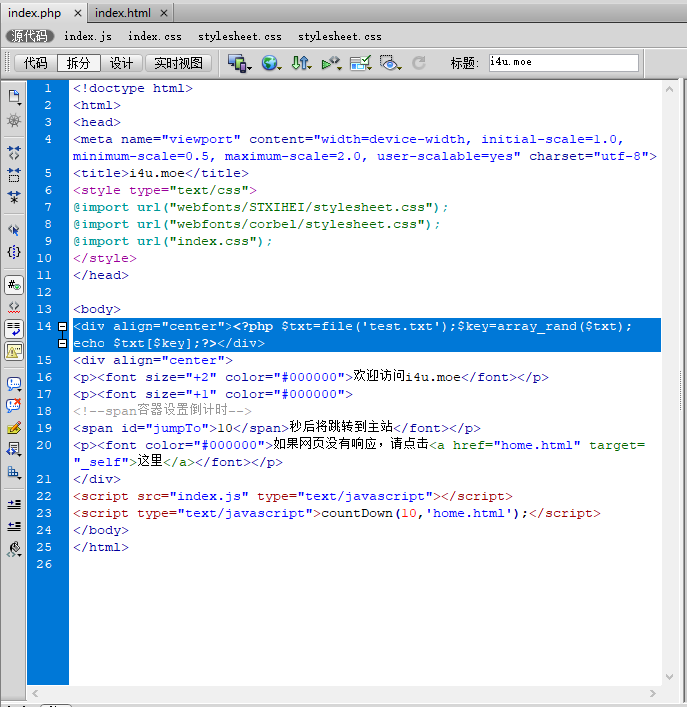 index.php × index.html ×
源代码 index.js index.css stylesheet.css stylesheet.css
代码 拆分 设计 实时视图 标题: i4u.moe
1 <!doctype html>
2 <html>
3 <head>
4 <meta name="viewport" content="width=device-width, initial-scale=1.0,
minimum-scale=0.5, maximum-scale=2.0, user-scalable=yes" charset="utf-8">
5 <title>i4u.moe</title>
6 <style type="text/css">
7 @import url("webfonts/STXIHEI/stylesheet.css");
8 @import url("webfonts/corbel/stylesheet.css");
9 @import url("index.css");
10 </style>
11 </head>
12
13 <body>
14 <div align="center"><?php $txt=file('test.txt');$key=array_rand($txt);
echo $txt[$key];?></div>
15 <div align="center">
16 <p><font size="+2" color="#000000">欢迎访问i4u.moe</font></p>
17 <p><font size="+1" color="#000000">
18 <!--span容器设置倒计时-->
19 <span id="jumpTo">10</span>秒后将跳转到主站</font></p>
20 <p><font color="#000000">如果网页没有响应，请点击<a href="home.html" target=
"_self">这里</a></font></p>
21 </div>
22 <script src="index.js" type="text/javascript"></script>
23 <script type="text/javascript">countDown(10,'home.html');</script>
24 </body>
25 </html>
26